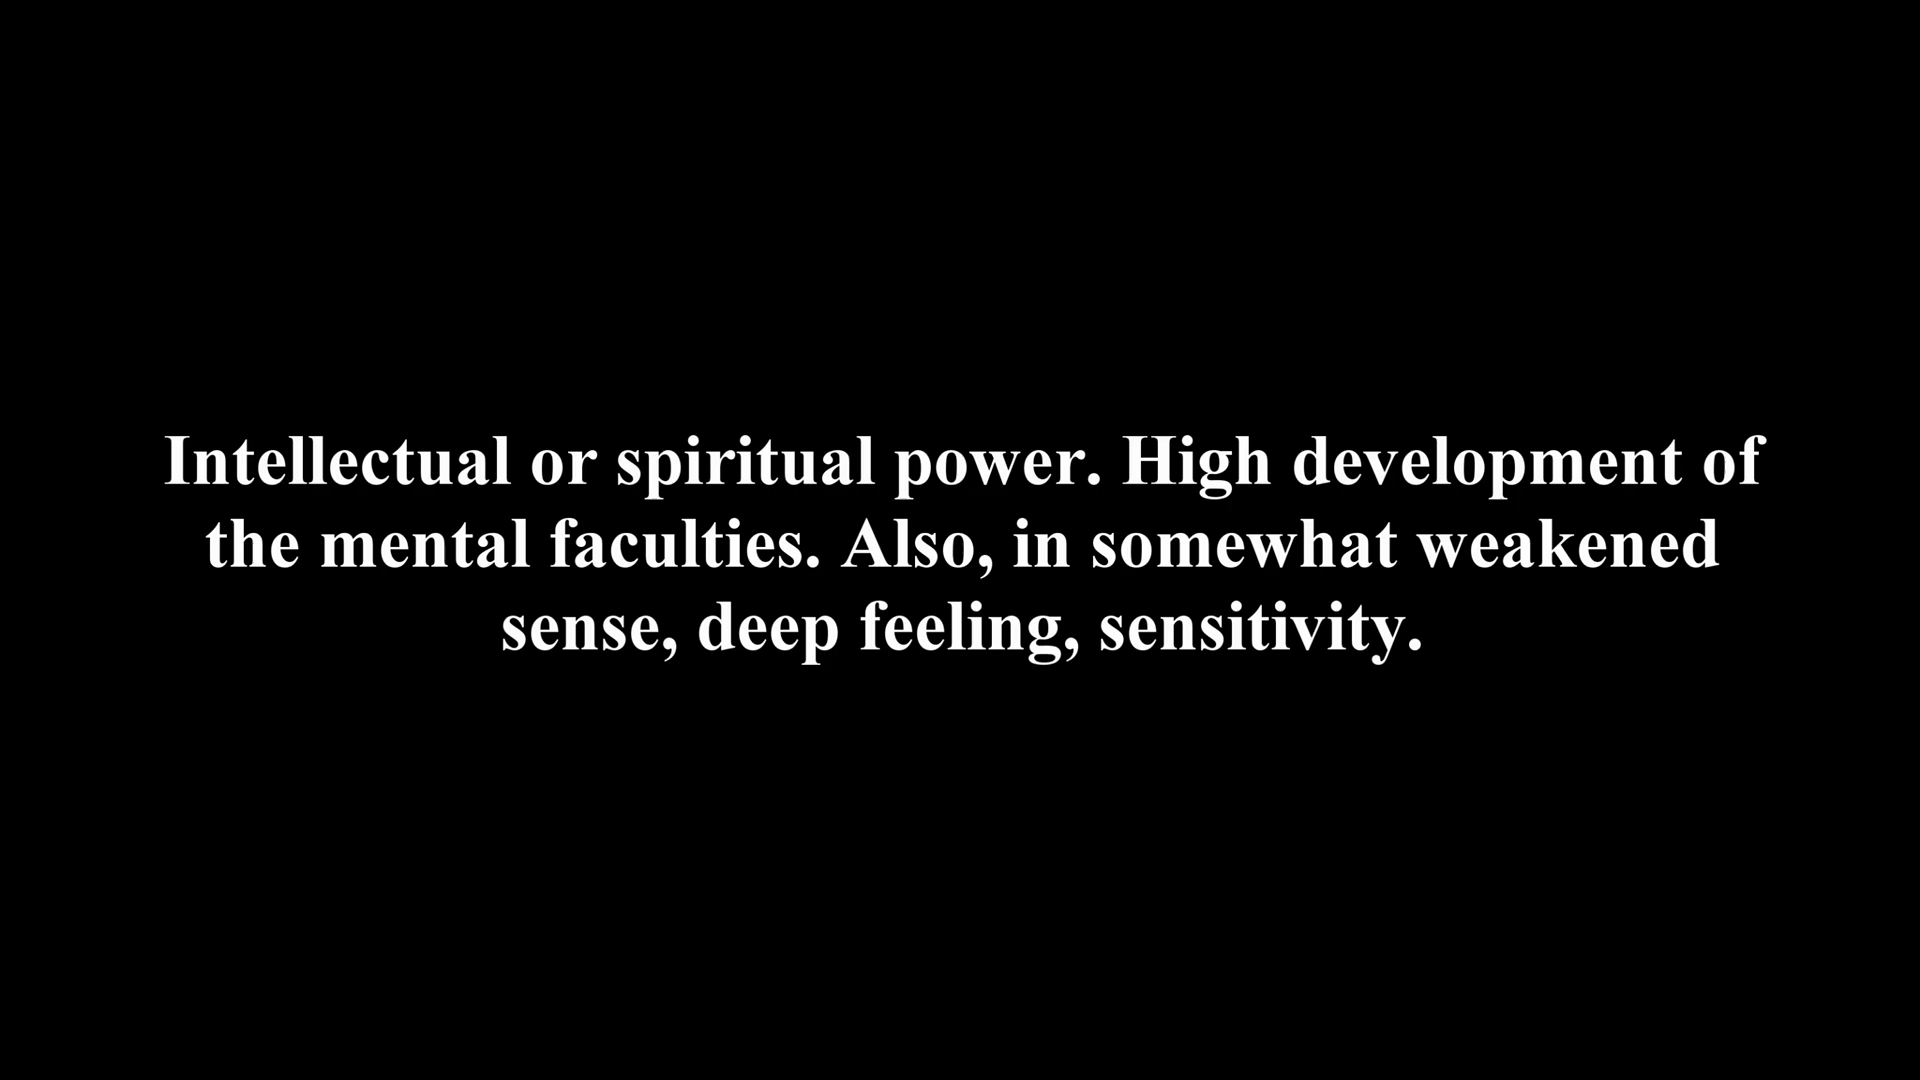 Intellectual or spiritual power. High development of
the mental faculties. Also, in somewhat weakened
sense, deep feeling, sensitivity.